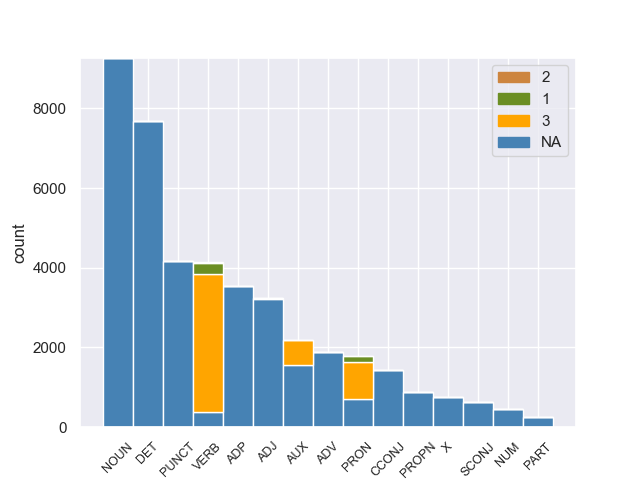 2
1
3
NA
8000
6000
4000
2000
0
count
NOUN
DET
PUNCT
VERB
ADP
ADJ
AUX
ADV
PRON
CCONJ
PROPN
X
SCONJ
NUM
PART